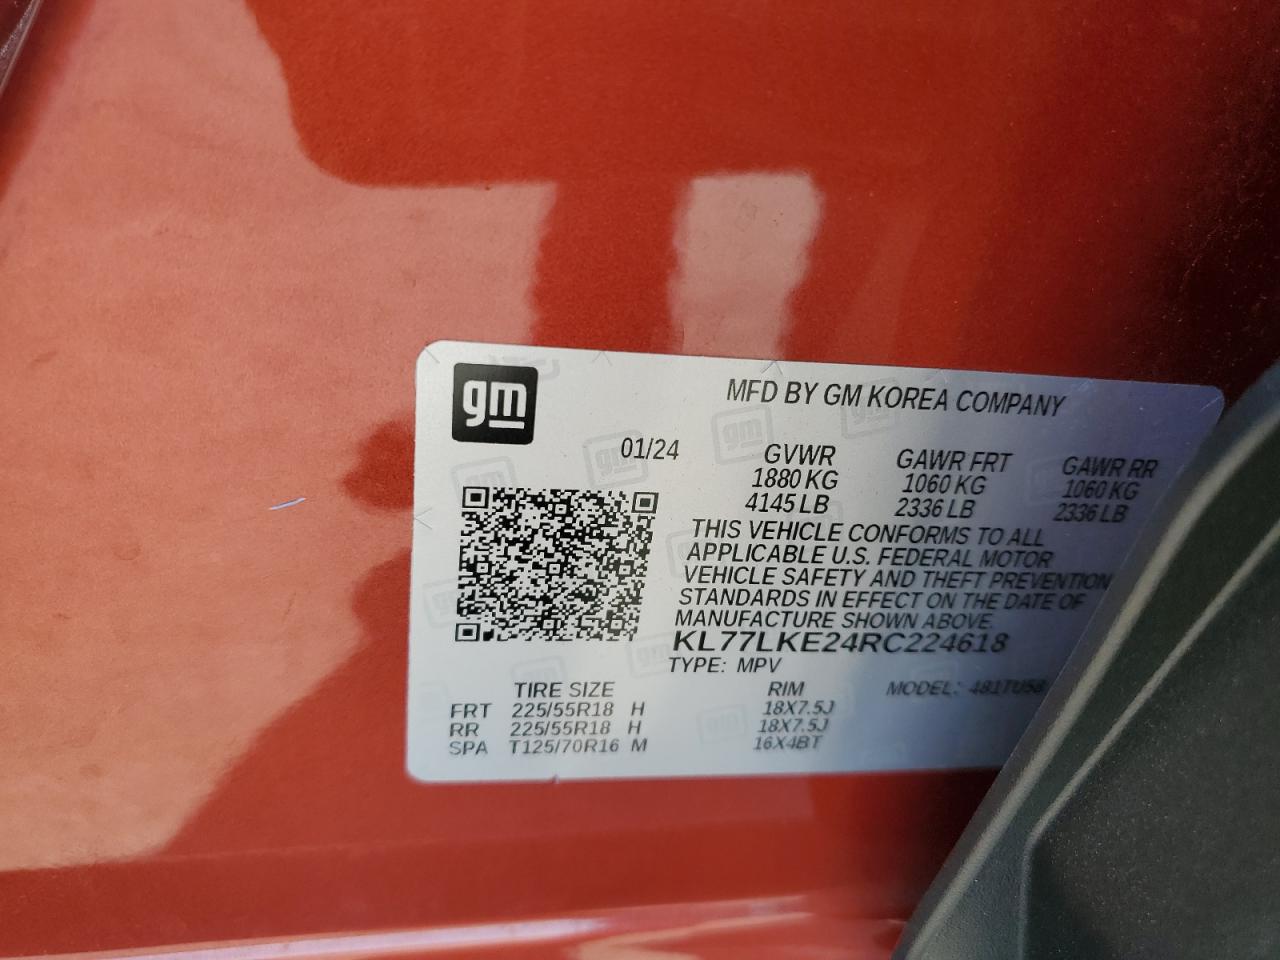 gm
MFD BY GM KOREA COMPANY
01/24 GVWR GAWR FRT GAWR RR
1880 KG 1060 KG 1060 KG
4145 LB 2336 LB 2336 LB
THIS VEHICLE CONFORMS TO ALL
APPLICABLE U.S. FEDERAL MOTOR
VEHICLE SAFETY AND THEFT PREVENTION
STANDARDS IN EFFECT ON THE DATE OF
MANUFACTURE SHOWN ABOVE.
KL77LKE24RC224618
TYPE: MPV
TIRE SIZE RIM MODEL:
FRT 225/55R18 H 18X7.5J
RR 225/55R18 H 18X7.5J
SPA T125/70R16 M 16X4BT